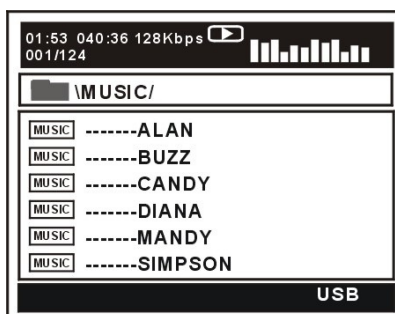 01:53 040:36 128Kbps
001/124
\MUSIC/
MUSIC -------ALAN
MUSIC -------BUZZ
MUSIC -------CANDY
MUSIC -------DIANA
MUSIC -------MANDY
MUSIC -------SIMPSON
USB